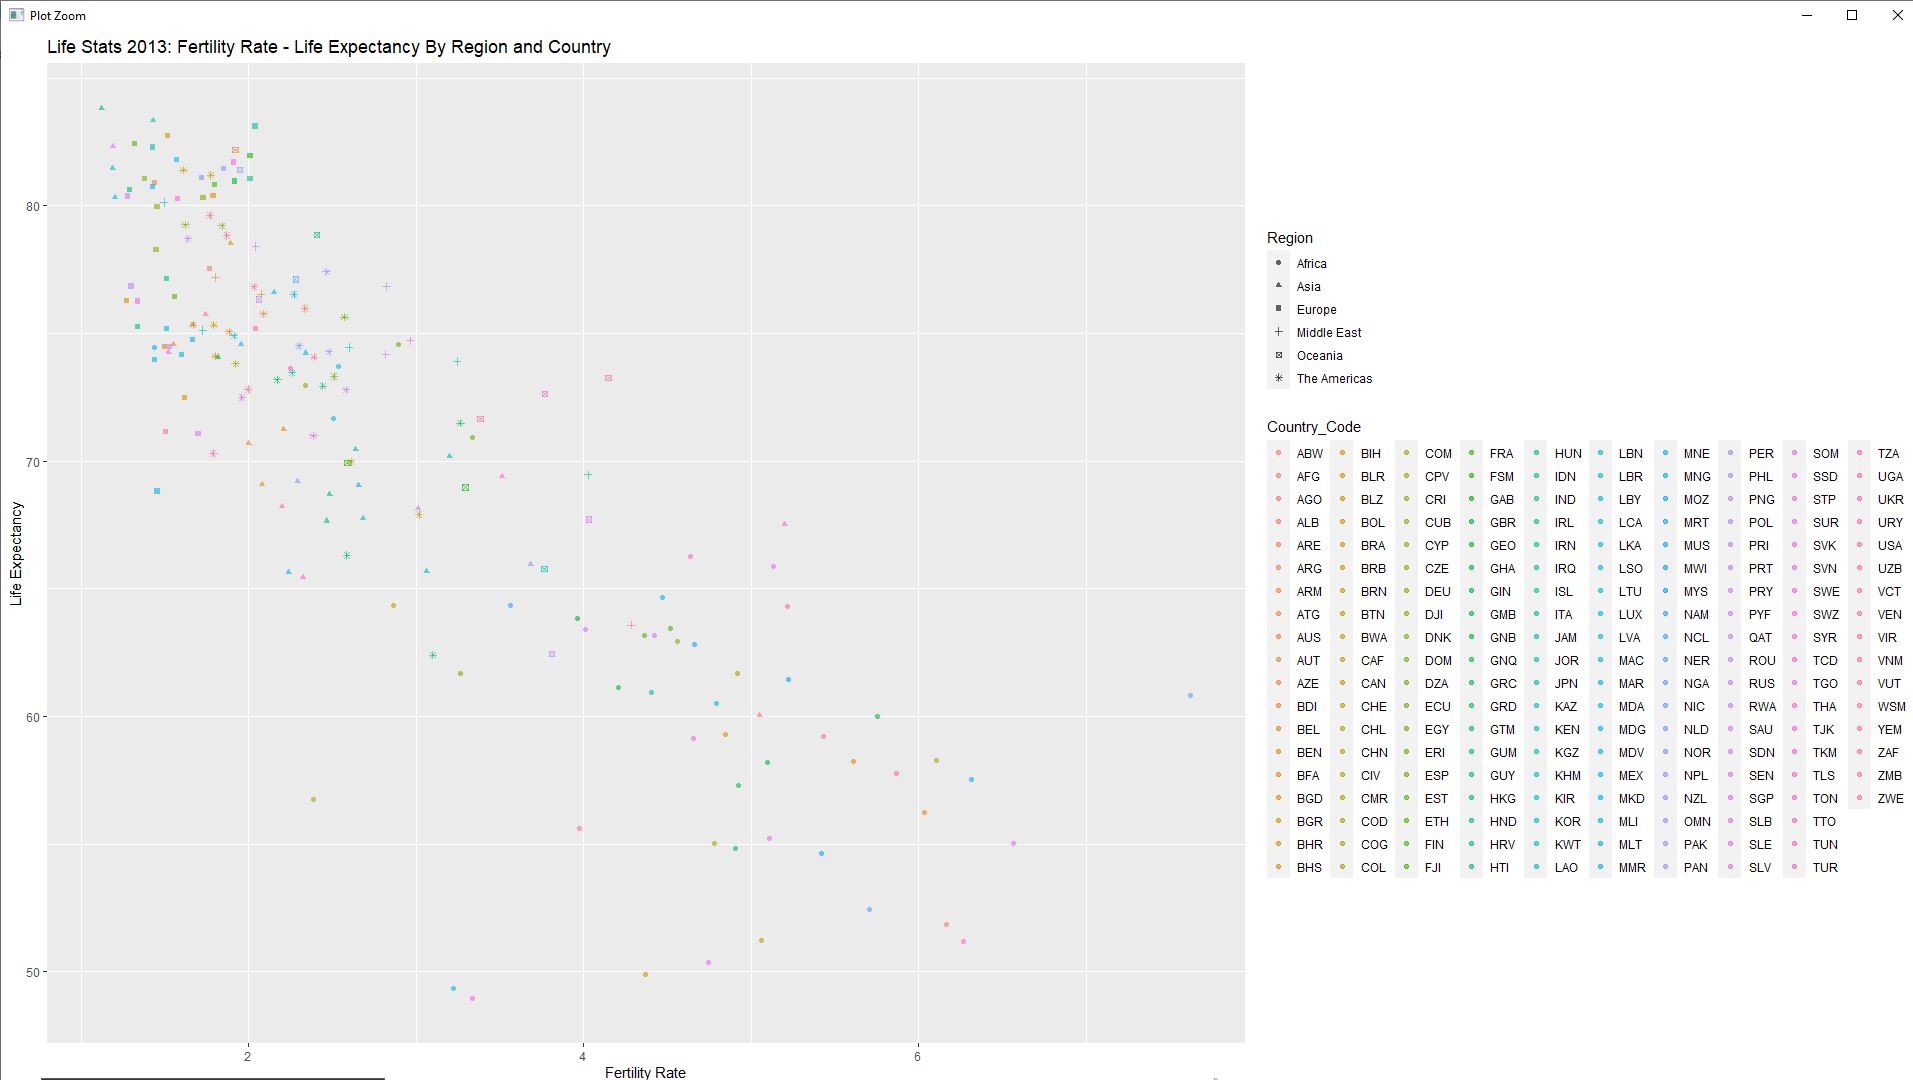 Plot Zoom
Life Stats 2013: Fertility Rate - Life Expectancy By Region and Country
80
70
60
50
Life Expectancy
2 4 6
Fertility Rate
Region
Africa
Asia
Europe
Middle East
Oceania
The Americas
Country_Code
ABW BIH COM FRA HUN LBN MNE PER SOM TZA
AFG BLR CPV FSM IDN LBR MNG PHL SSD UGA
AGO BLZ CRI GAB IND LBY MOZ PNG STP UKR
ALB BOL CUB GBR IRL LCA MRT POL SUR URY
ARE BRA CYP GEO IRN LKA MUS PRI SVK USA
ARG BRB CZE GHA IRQ LSO MWI PRT SVN UZB
ARM BRN DEU GIN ISL LTU MYS PRY SWE VCT
ATG BTN DJI GMB ITA LUX NAM PYF SWZ VEN
AUS BWA DNK GNB JAM LVA NCL QAT SYR VIR
AUT CAF DOM GNQ JOR MAC NER ROU TCD VNM
AZE CAN DZA GRC JPN MAR NGA RUS TGO VUT
BDI CHE ECU GRD KAZ MDA NIC RWA THA WSM
BEL CHL EGY GTM KEN MDG NLD SAU TJK YEM
BEN CHN ERI GUM KGZ MDV NOR SDN TKM ZAF
BFA CIV ESP GUY KHM MEX NPL SEN TLS ZMB
BGD CMR EST HKG KIR MKD NZL SGP TON ZWE
BGR COD ETH HND KOR MLI OMN SLB TTO
BHR COG FIN HRV KWT MLT PAK SLE TUN
BHS COL FJI HTI LAO MMR PAN SLV TUR